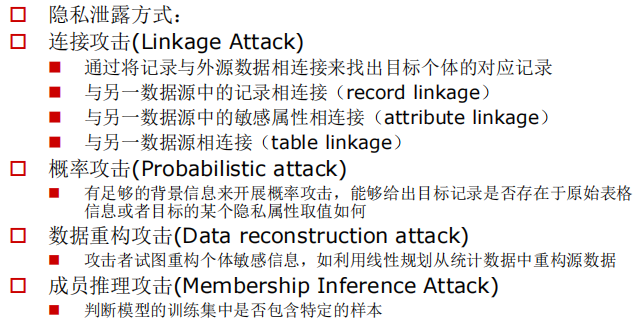 隐私泄露方式：
连接攻击(Linkage Attack)
通过将记录与外源数据相连接来找出目标个体的对应记录
与另一数据源中的记录相连接（record linkage）
与另一数据源中的敏感属性相连接（attribute linkage）
与另一数据源相连接（table linkage）
概率攻击(Probabilistic attack)
有足够的背景信息来开展概率攻击，能够给出目标记录是否存在于原始表格
信息或者目标的某个隐私属性取值如何
数据重构攻击(Data reconstruction attack)
攻击者试图重构个体敏感信息，如利用线性规划从统计数据中重构源数据
成员推理攻击(Membership Inference Attack)
判断模型的训练集中是否包含特定的样本